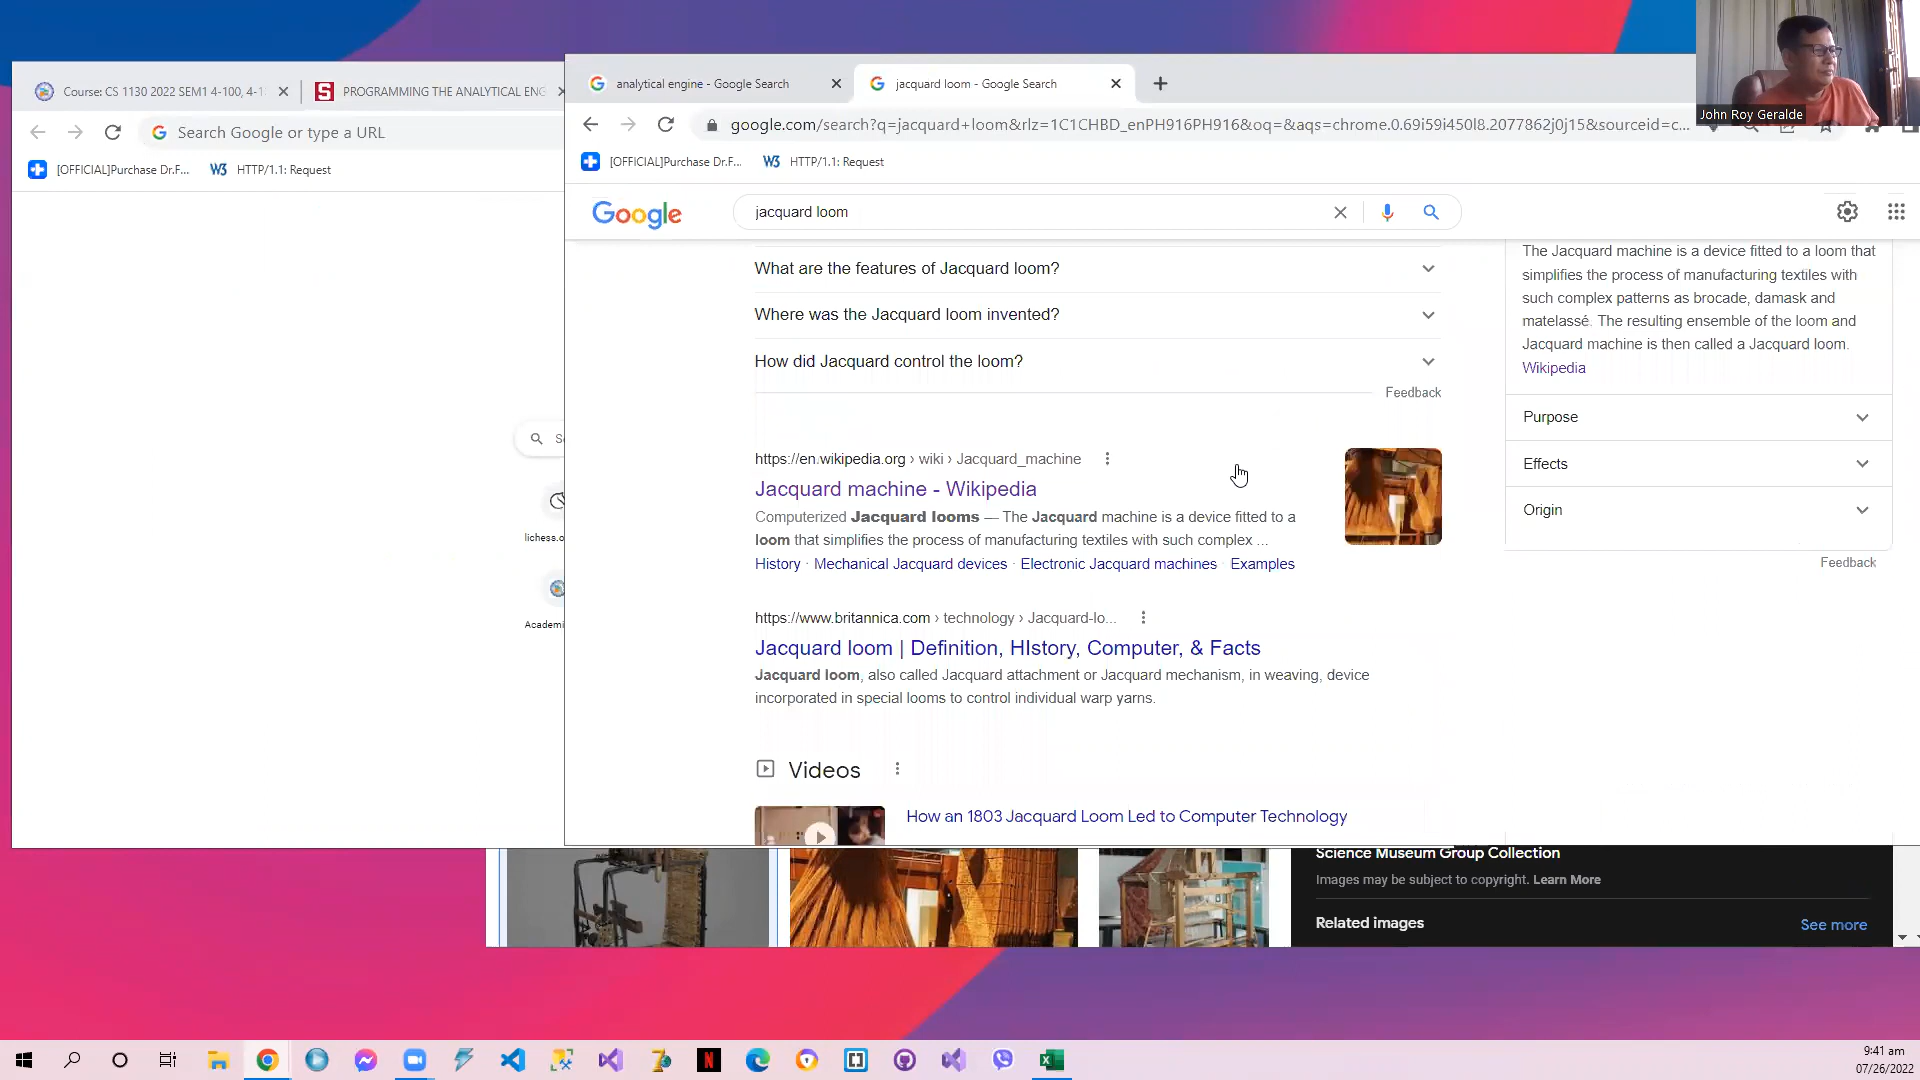 John Roy Geralde
Course: CS 1130 2022 SEM1 4-100, 4-1
PROGRAMMING THE ANALYTICAL ENG
Search Google or type a URL
[OFFICIAL]Purchase Dr.F...
W3 HTTP/1.1: Request
lichess.o
Academi
analytical engine - Google Search
jacquard loom - Google Search
google.com/search?q=jacquard+loom&rlz=1C1CHBD_enPH916PH916&oq=&aqs=chrome.0.69i59i450l8.2077862j0j15&sourceid=c...
[OFFICIAL]Purchase Dr.F...
W3 HTTP/1.1: Request
Google
jacquard loom
What are the features of Jacquard loom?
Where was the Jacquard loom invented?
How did Jacquard control the loom?
Feedback
https://en.wikipedia.org › wiki › Jacquard_machine
Jacquard machine - Wikipedia
Computerized Jacquard looms — The Jacquard machine is a device fitted to a
loom that simplifies the process of manufacturing textiles with such complex ...
History · Mechanical Jacquard devices · Electronic Jacquard machines · Examples
https://www.britannica.com › technology › Jacquard-lo...
Jacquard loom | Definition, HIstory, Computer, & Facts
Jacquard loom, also called Jacquard attachment or Jacquard mechanism, in weaving, device
incorporated in special looms to control individual warp yarns.
Videos
How an 1803 Jacquard Loom Led to Computer Technology
The Jacquard machine is a device fitted to a loom that
simplifies the process of manufacturing textiles with
such complex patterns as brocade, damask and
matelassé. The resulting ensemble of the loom and
Jacquard machine is then called a Jacquard loom.
Wikipedia
Purpose
Effects
Origin
Feedback
Science Museum Group Collection
Images may be subject to copyright. Learn More
Related images
See more
9:41 am
07/26/2022